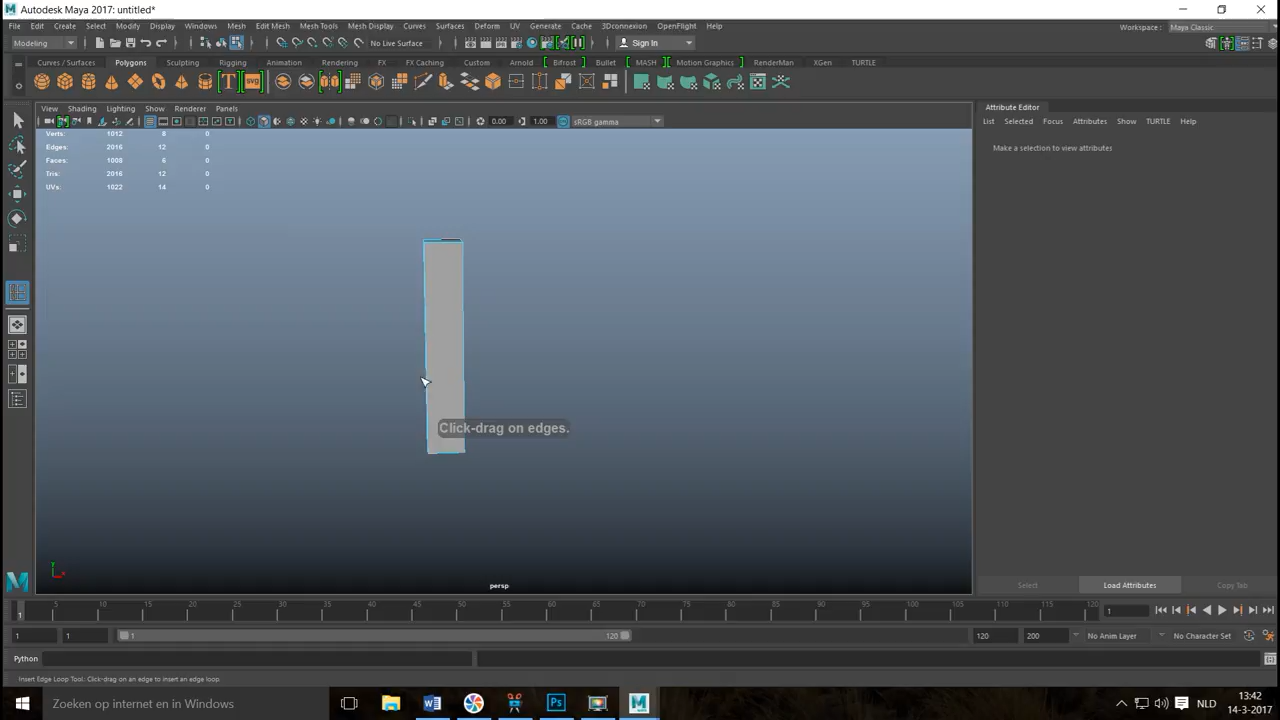 Autodesk Maya 2017: untitled*
File Edit Create Select Modify Display Windows Mesh Edit Mesh Mesh Tools Mesh Display Curves Surfaces Deform UV Generate Cache 3Dconnexion OpenFlight Help
Workspace: Maya Classic
Modeling No Live Surface Sign In
Curves / Surfaces Polygons Sculpting Rigging Animation Rendering FX FX Caching Custom Arnold Bifrost Bullet MASH Motion Graphics RenderMan XGen TURTLE
T SVG
View Shading Lighting Show Renderer Panels
0.00 1.00 sRGB gamma
Verts: 1012 8 0
Edges: 2016 12 0
Faces: 1008 6 0
Tris: 2016 12 0
UVs: 1022 14 0
Attribute Editor
List Selected Focus Attributes Show TURTLE Help
Make a selection to view attributes
Click-drag on edges.
persp
Select Load Attributes Copy Tab
1 5 10 15 20 25 30 35 40 45 50 55 60 65 70 75 80 85 90 95 100 105 110 115 120 1
1 1 1 120 120 200 No Anim Layer No Character Set
Python
Insert Edge Loop Tool: Click-drag on an edge to insert an edge loop.
Zoeken op internet en in Windows
Ps
NLD
13:42
14-3-2017